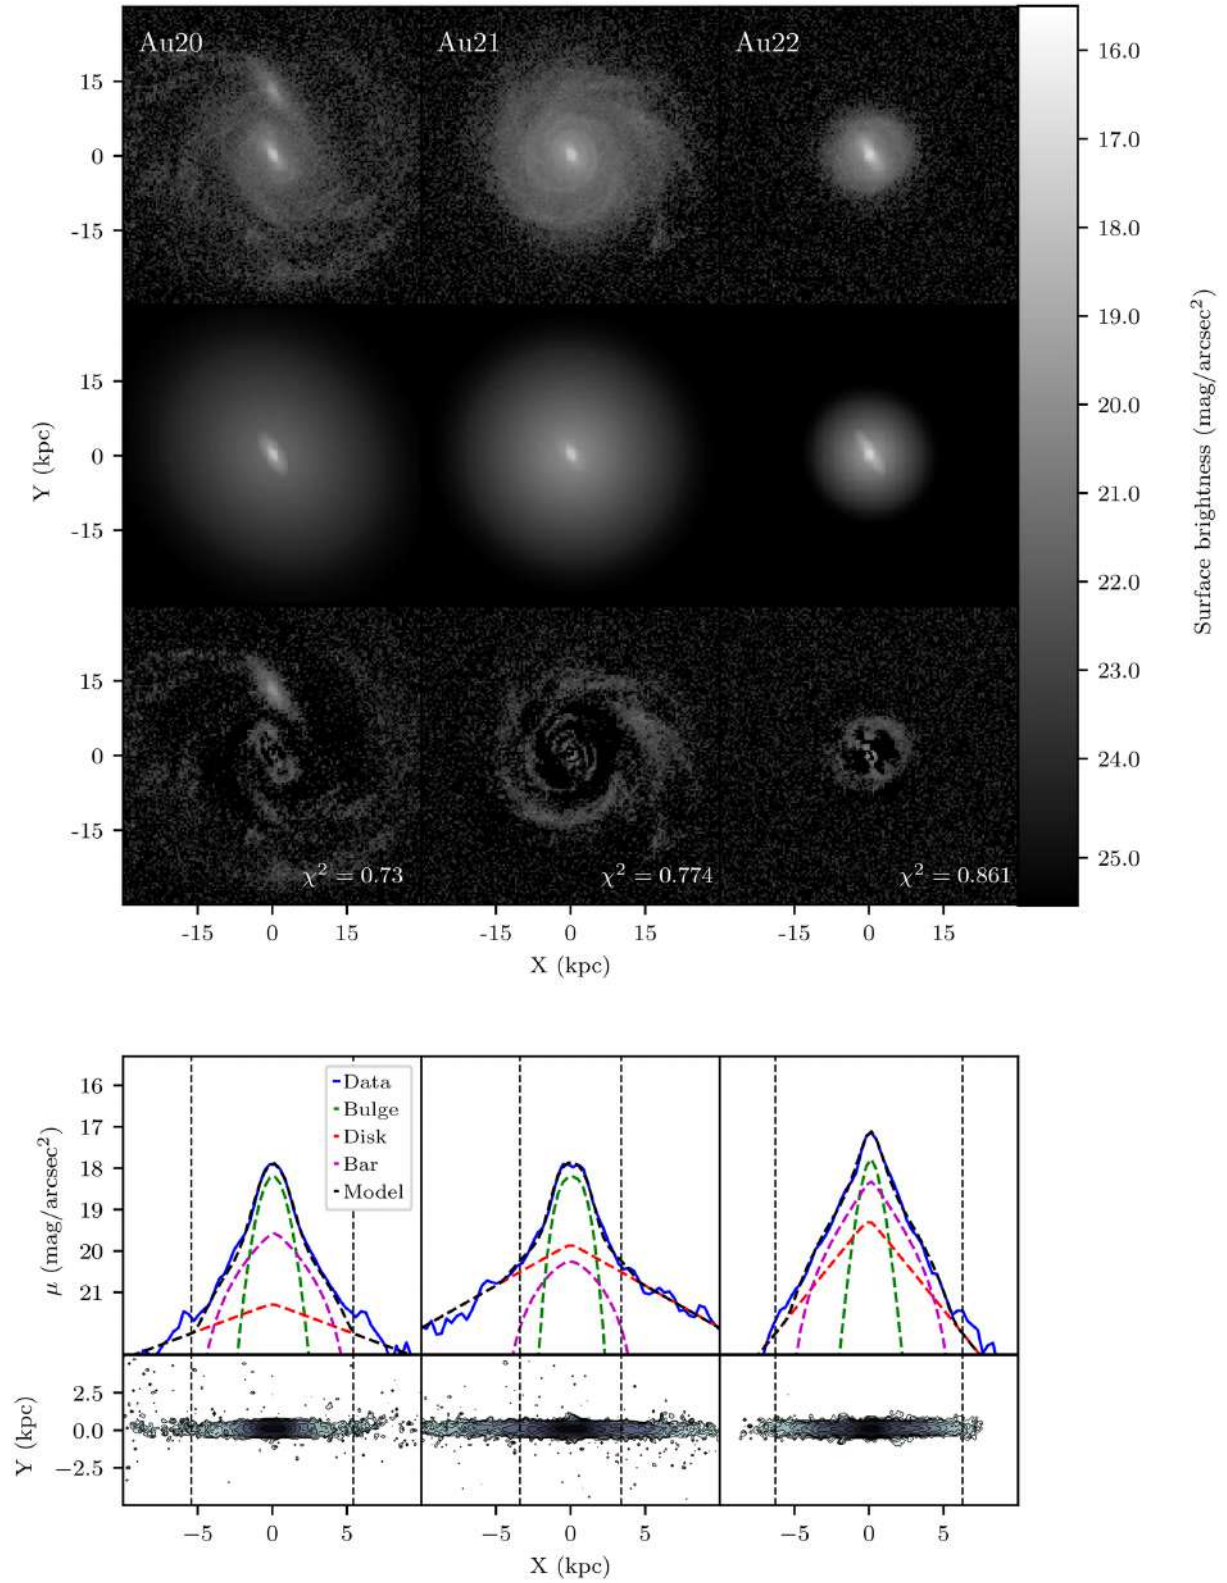 Au20 Au21 Au22
15
0
-15
15
0
-15
15
0
-15
Y (kpc)
χ² = 0.73 χ² = 0.774 χ² = 0.861
-15 0 15 -15 0 15 -15 0 15
X (kpc)
16.0
17.0
18.0
19.0
20.0
21.0
22.0
23.0
24.0
25.0
Surface brightness (mag/arcsec²)
16
17
18
19
20
21
μ (mag/arcsec²)
Data
Bulge
Disk
Bar
Model
2.5
0.0
−2.5
Y (kpc)
−5 0 5 −5 0 5 −5 0 5
X (kpc)